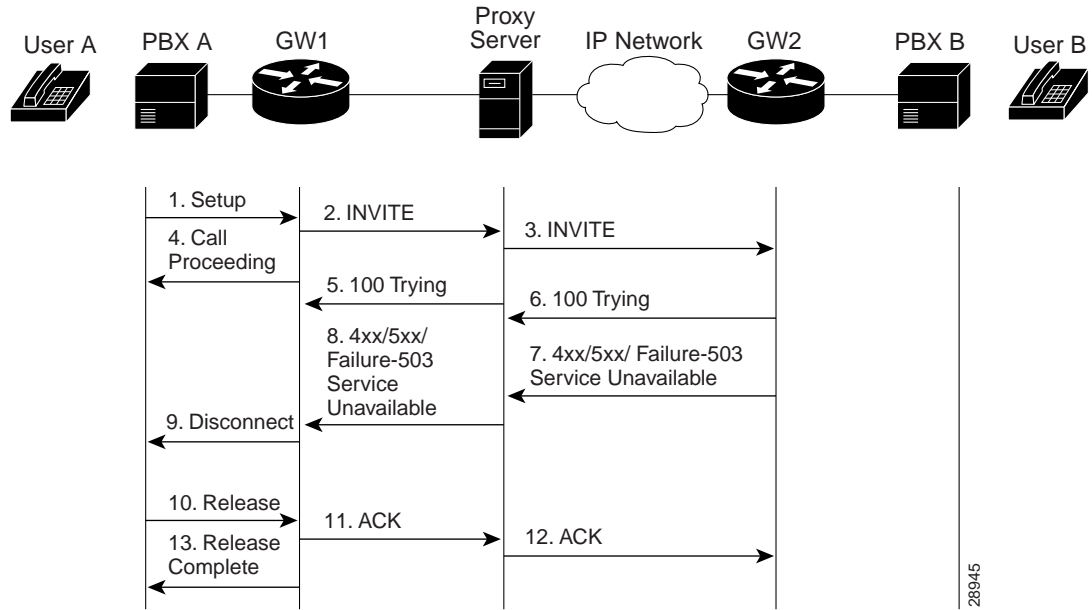 User A
PBX A
GW1
Proxy
Server
IP Network
GW2
PBX B
User B
1. Setup
2. INVITE
3. INVITE
4. Call
Proceeding
5. 100 Trying
6. 100 Trying
8. 4xx/5xx/
Failure-503
Service
Unavailable
7. 4xx/5xx/ Failure-503
Service Unavailable
9. Disconnect
10. Release
11. ACK
12. ACK
13. Release
Complete
28945